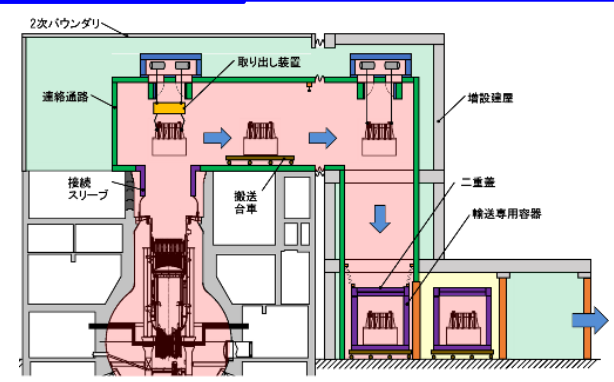 2次バウンダリ
取り出し装置
連絡通路
増設建屋
接続
スリーブ
搬送
台車
二重蓋
輸送専用容器